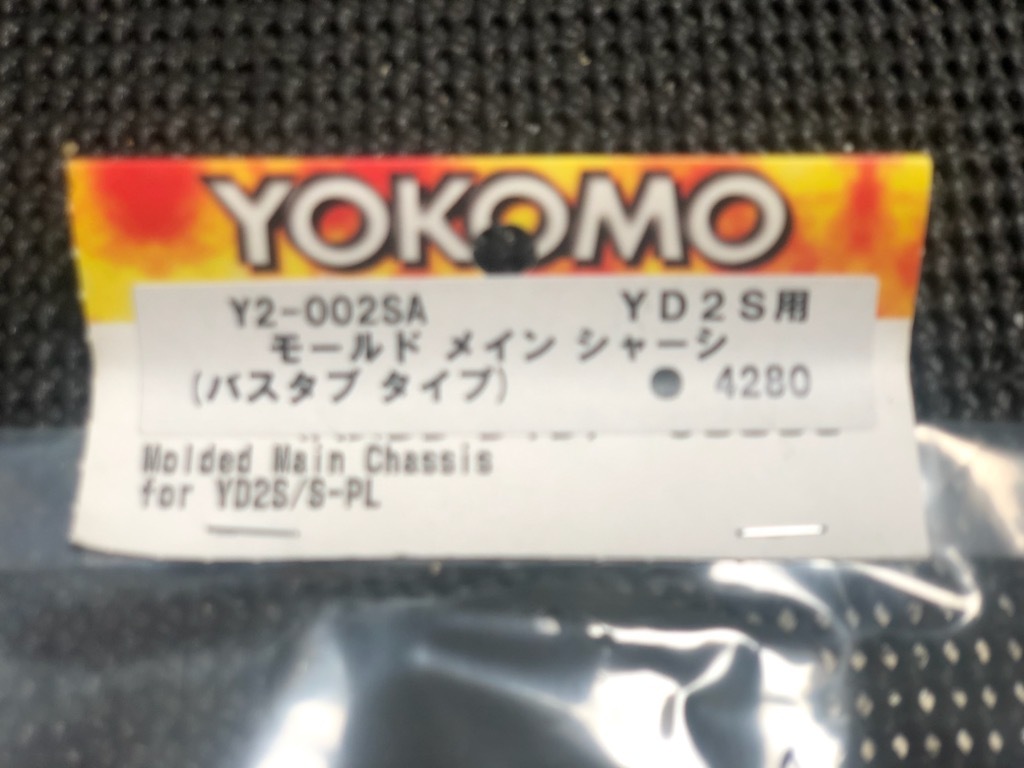 YOKOMO
Y2-002SA YD2S用
モールド メイン シャーシ
(バスタブ タイプ) ● 4280
Molded Main Chassis
for YD2S/S-PL